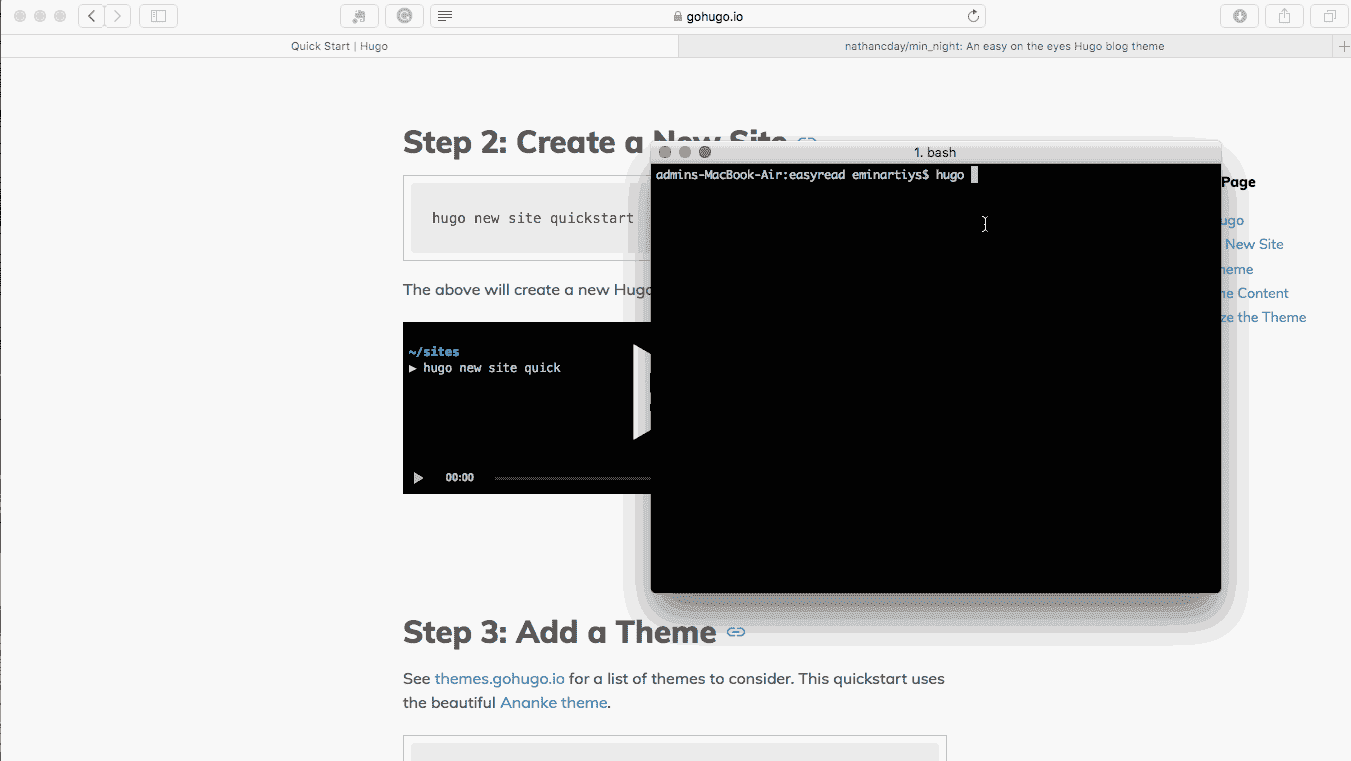 gohugo.io
Quick Start | Hugo
nathancday/min_night: An easy on the eyes Hugo blog theme
Step 2: Create a New Site
hugo new site quickstart
The above will create a new Hugo
~/sites
▶ hugo new site quick
00:00
1. bash
admins-MacBook-Air:easyread eminartiys$ hugo
Page
ugo
New Site
heme
ne Content
ze the Theme
Step 3: Add a Theme
See themes.gohugo.io for a list of themes to consider. This quickstart uses
the beautiful Ananke theme.